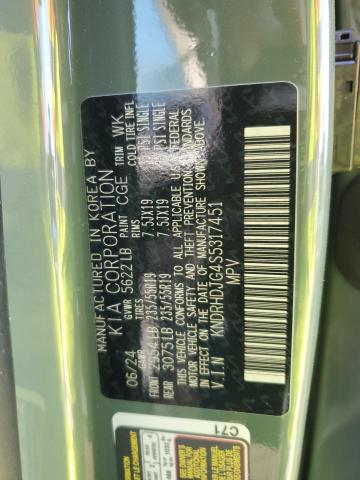 MANUFACTURED IN KOREA BY
KIA CORPORATION
06/24 GVWR 5622LB PAINT CGE TRIM WK
RIMS COLD TIRE INFL
FRONT 235/55R19 7.5JX19 PSI SINGLE
REAR 3075LB 235/55R19 7.5JX19 PSI SINGLE
THIS VEHICLE CONFORMS TO ALL APPLICABLE US FEDERAL
MOTOR VEHICLE SAFETY AND THEFT PREVENTION STANDARDS
IN EFFECT ON THE DATE OF MANUFACTURE SHOWN ABOVE.
V.I.N KNDRHDJG4S5317451
MPV
C71